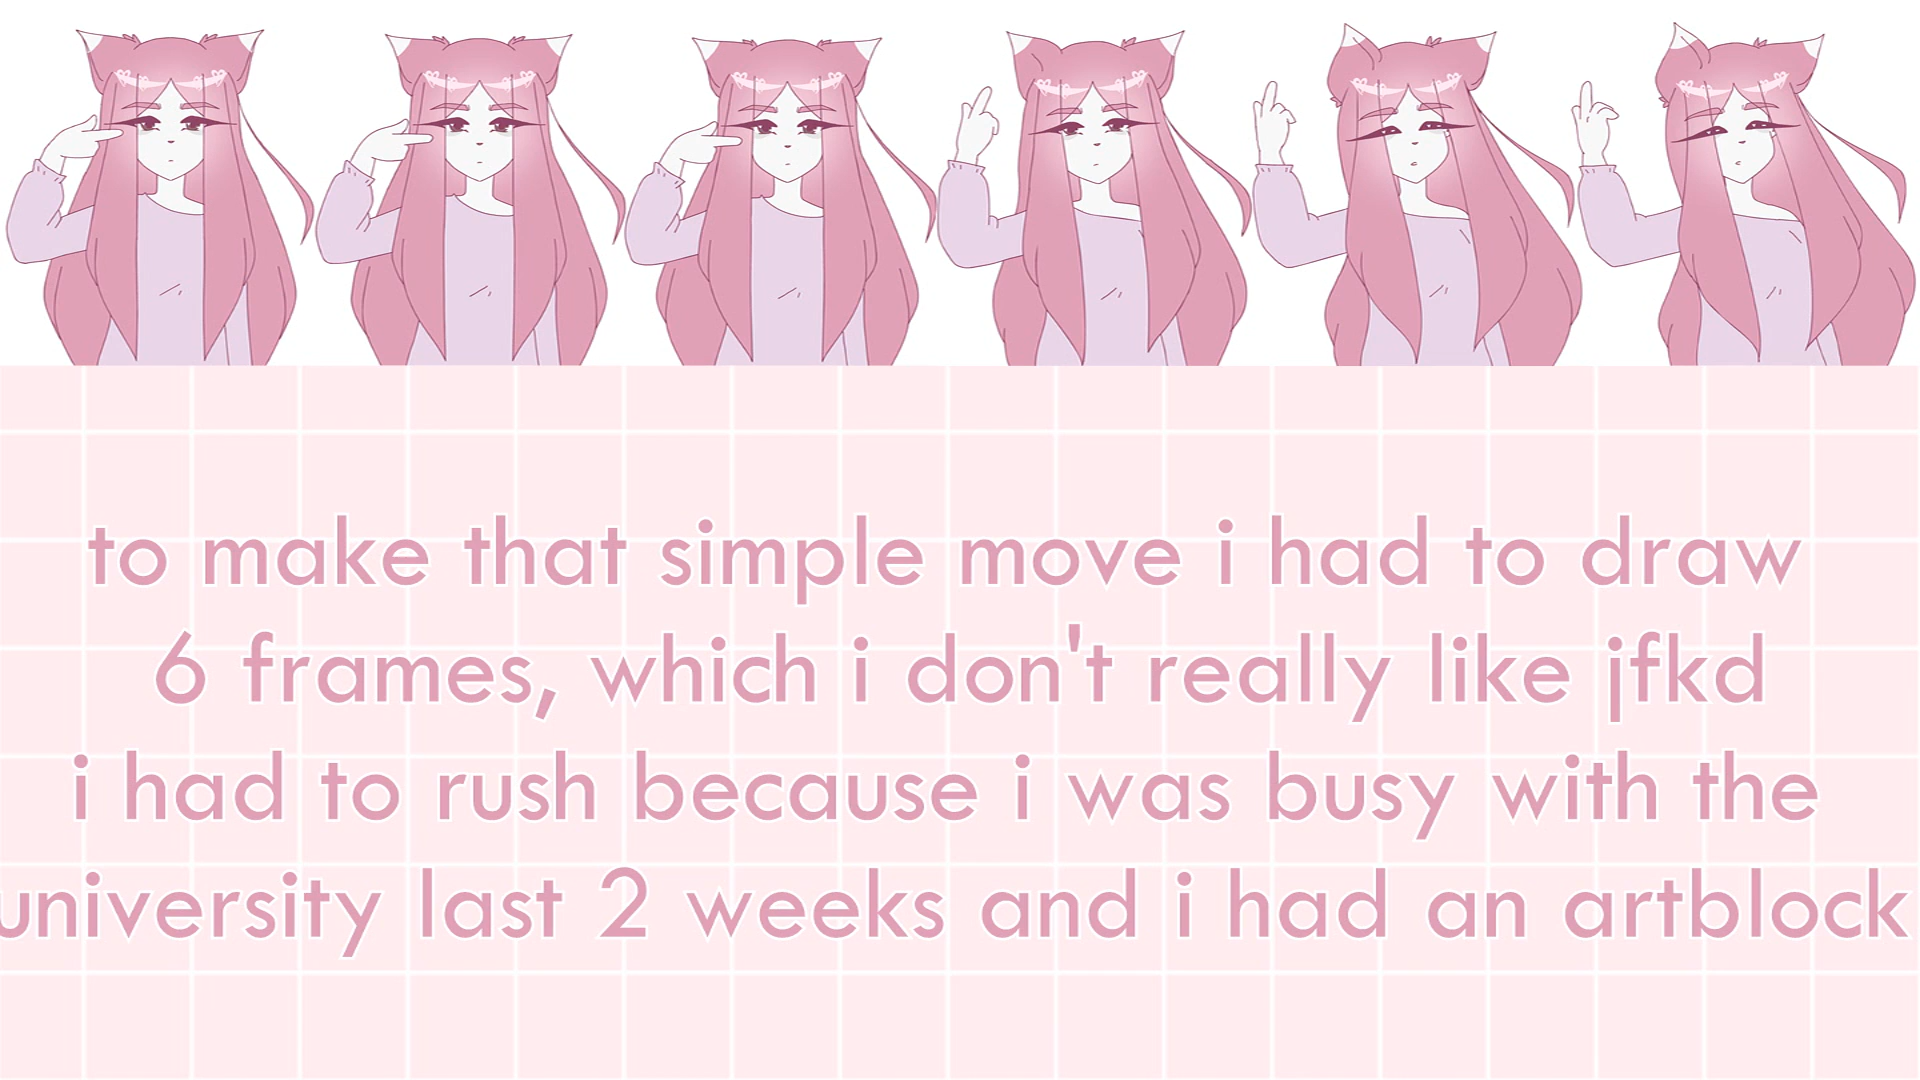 to make that simple move i had to draw
6 frames, which i don't really like jfkd
i had to rush because i was busy with the
university last 2 weeks and i had an artblock